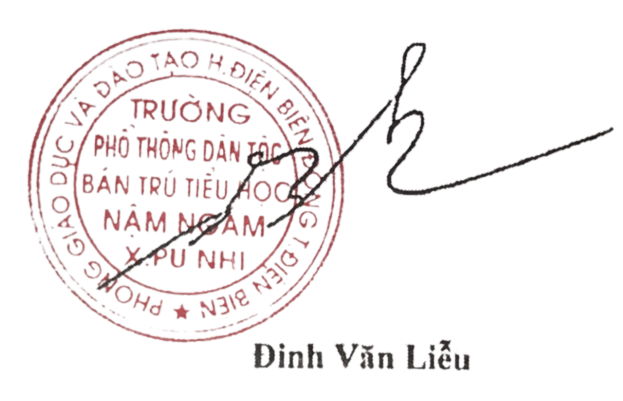 PHÒNG GIÁO DỤC VÀ ĐÀO TẠO H.ĐIỆN BIÊN ĐÔNG T.ĐIỆN BIÊN ★
TRƯỜNG
PHỔ THÔNG DÂN TỘC
BÁN TRÚ TIỂU HỌC
NẬM NGÁM
X.PU NHI
Đinh Văn Liễu